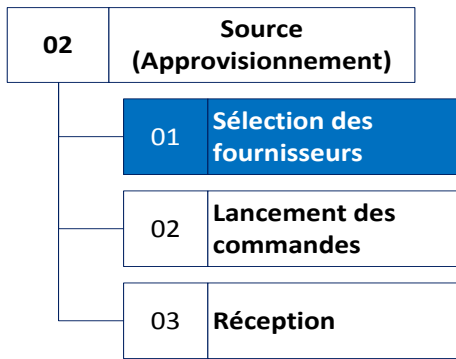 02
Source
(Approvisionnement)
01
Sélection des
fournisseurs
02
Lancement des
commandes
03
Réception